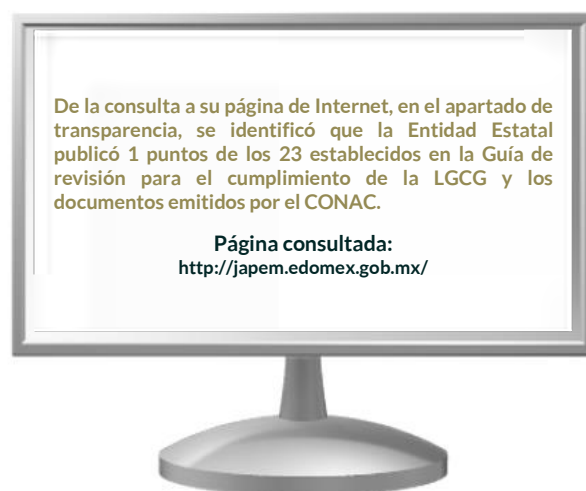 De la consulta a su página de Internet, en el apartado de
transparencia, se identificó que la Entidad Estatal
publicó 1 puntos de los 23 establecidos en la Guía de
revisión para el cumplimiento de la LGCG y los
documentos emitidos por el CONAC.
Página consultada:
http://japem.edomex.gob.mx/